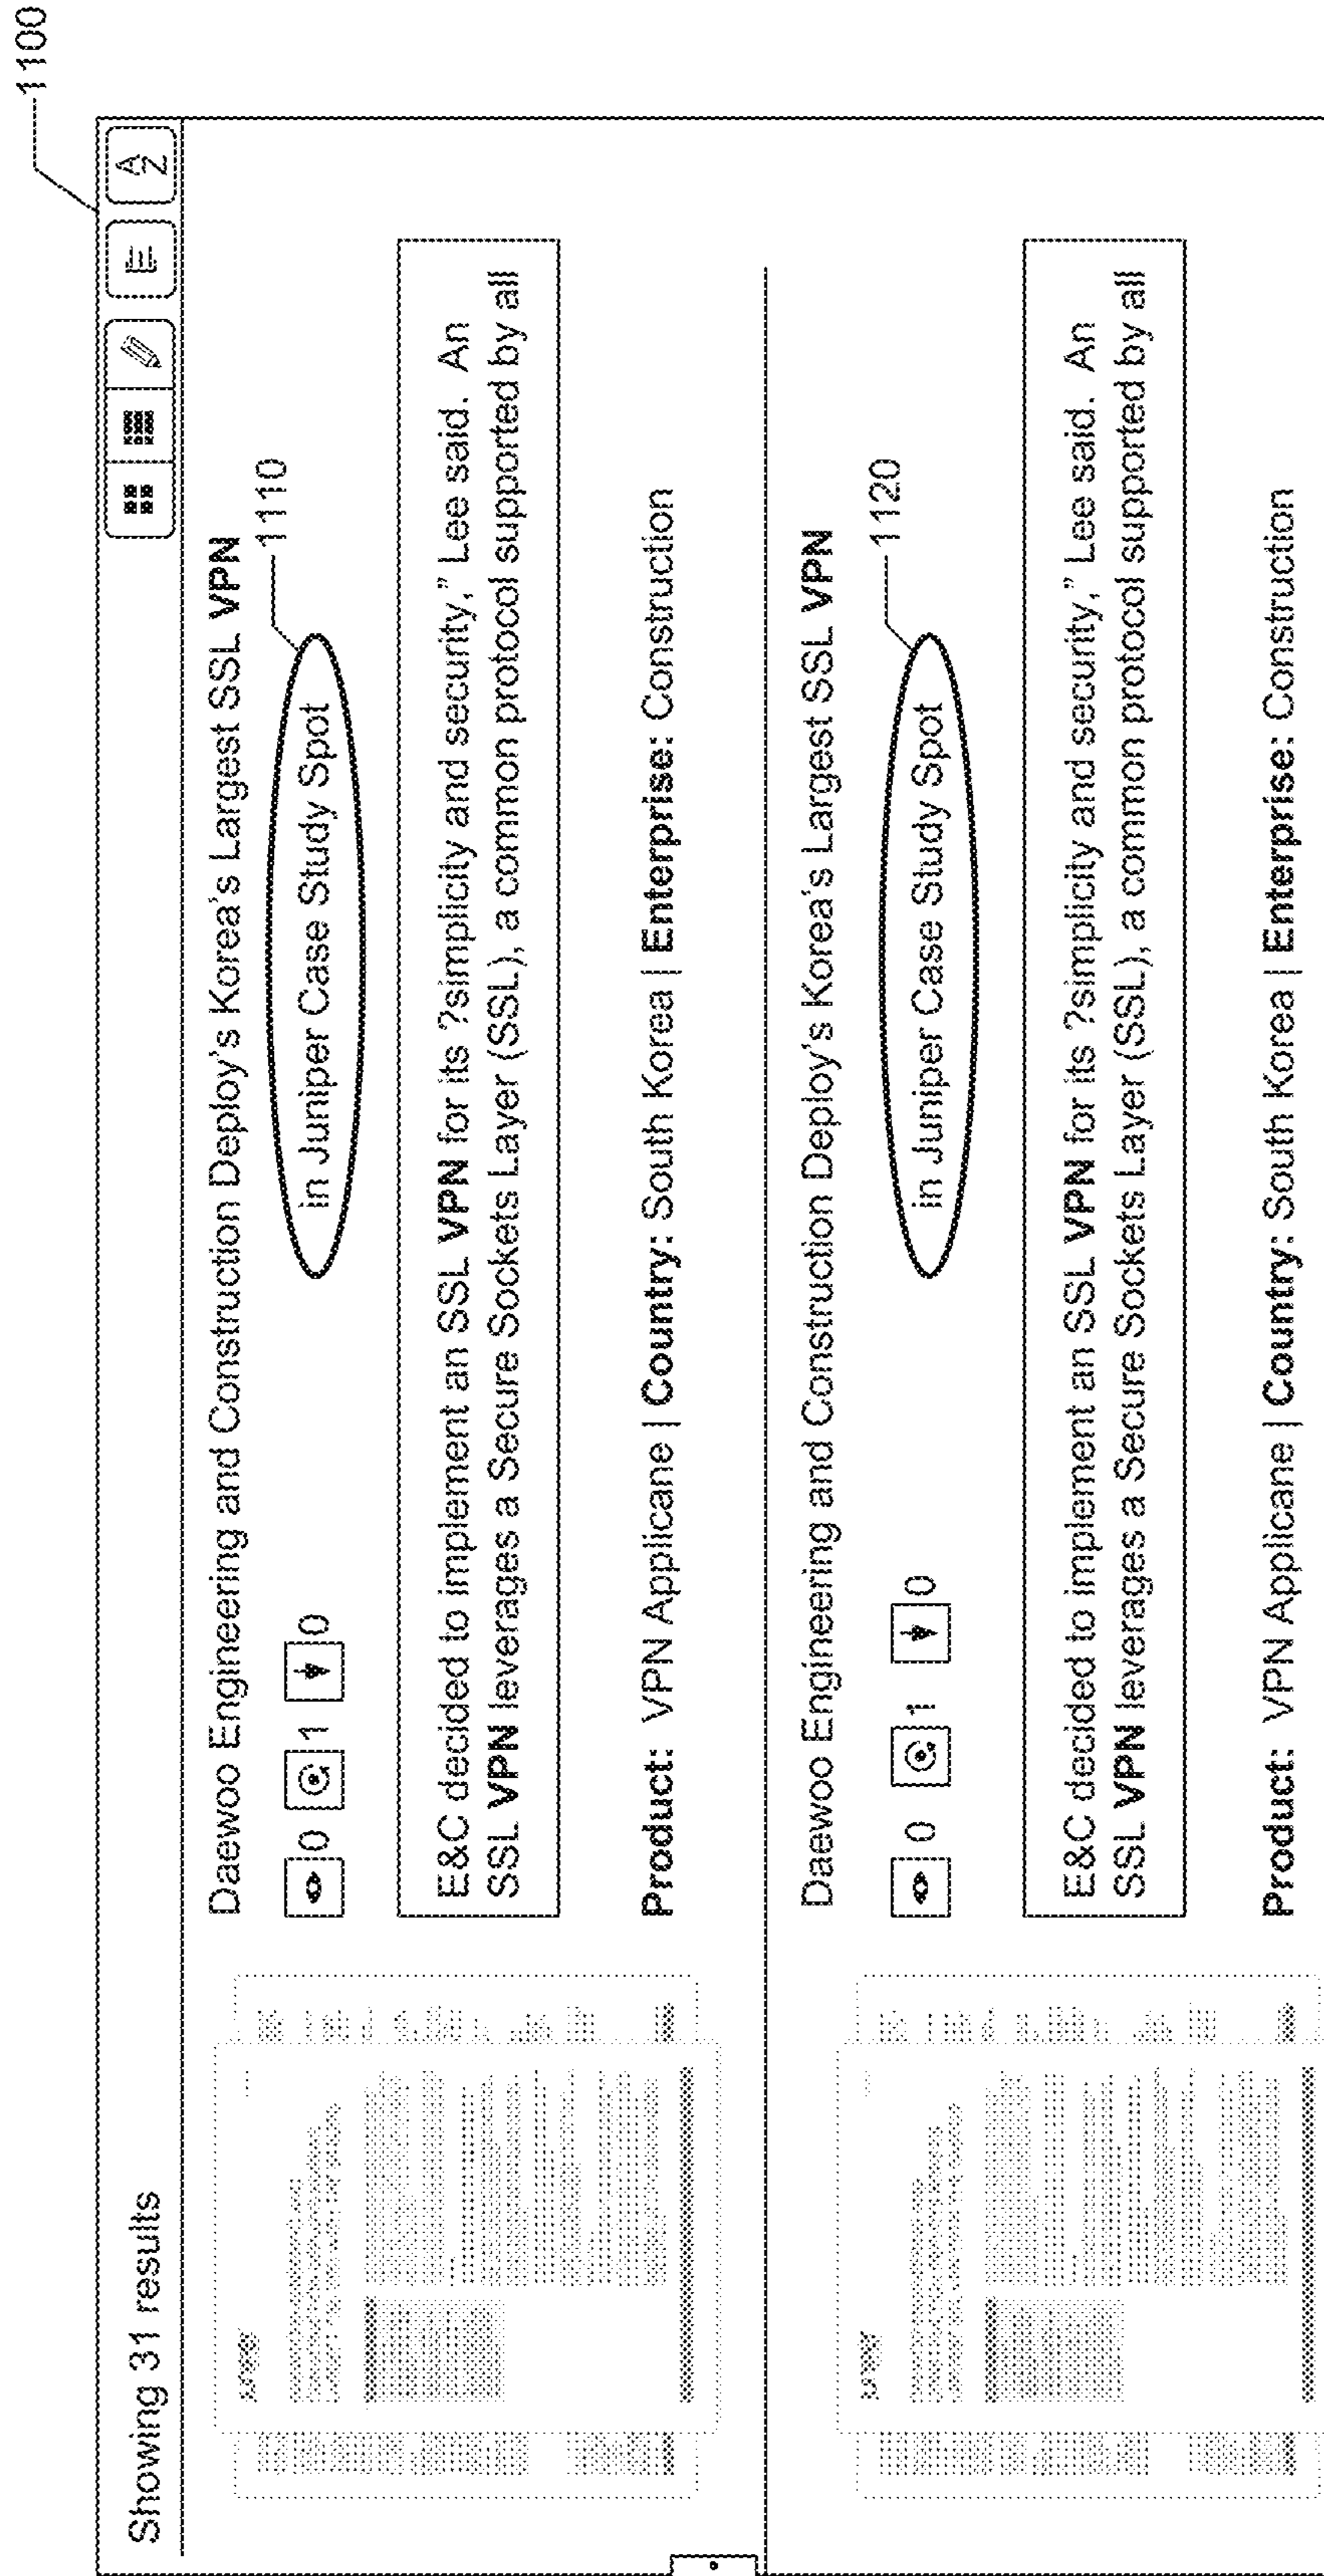 1100
Showing 31 results
A
Z
Daewoo Engineering and Construction Deploy's Korea's Largest SSL VPN
0 1 0
in Juniper Case Study Spot
1110
E&C decided to implement an SSL VPN for its ?simplicity and security," Lee said. An
SSL VPN leverages a Secure Sockets Layer (SSL), a common protocol supported by all
Product: VPN Applicane | Country: South Korea | Enterprise: Construction
Daewoo Engineering and Construction Deploy's Korea's Largest SSL VPN
0 1 0
in Juniper Case Study Spot
1120
E&C decided to implement an SSL VPN for its ?simplicity and security," Lee said. An
SSL VPN leverages a Secure Sockets Layer (SSL), a common protocol supported by all
Product: VPN Applicane | Country: South Korea | Enterprise: Construction